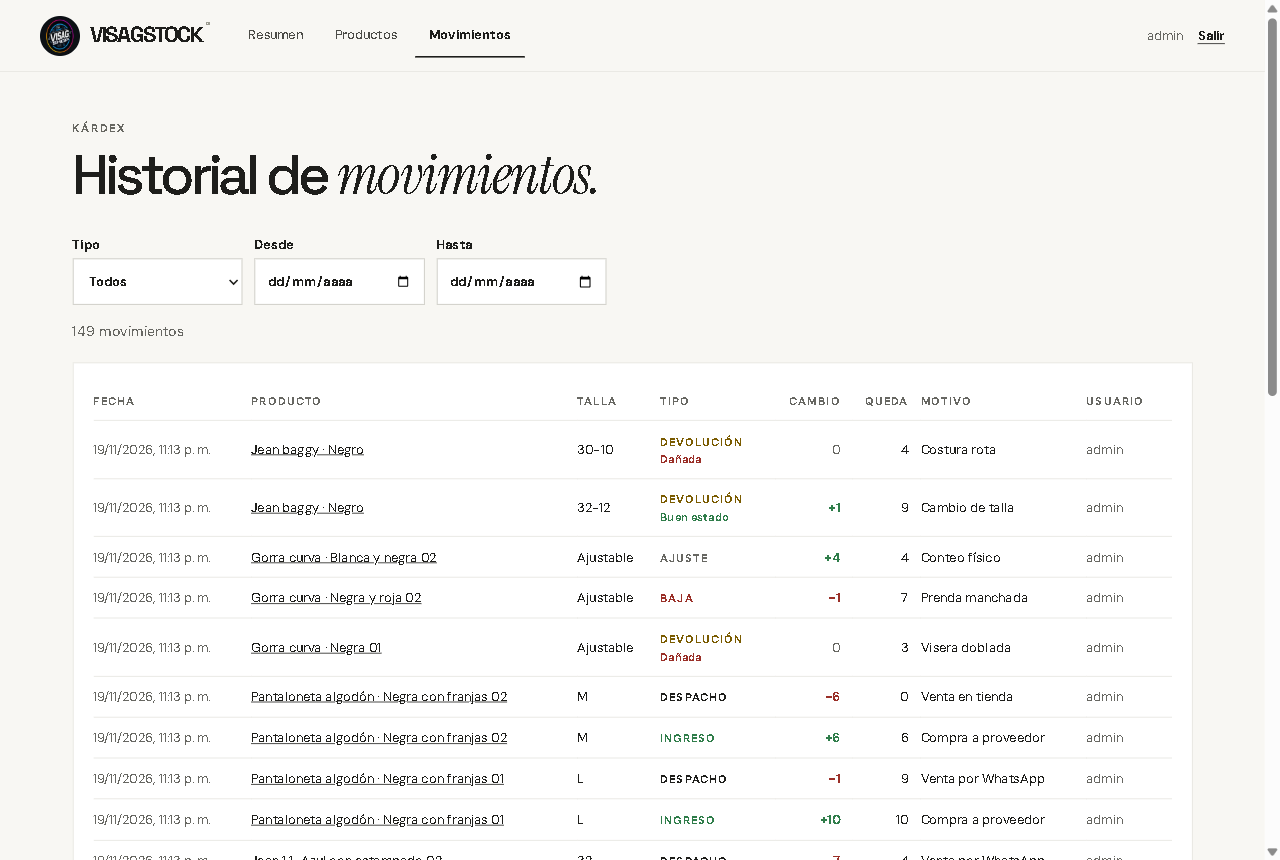 VISAG
VISAGSTOCK
Resumen
Productos
Movimientos
admin
Salir
KÁRDEX
Historial de movimientos.
Tipo
Desde
Hasta
Todos
dd/mm/aaaa
dd/mm/aaaa
149 movimientos
FECHA PRODUCTO TALLA TIPO CAMBIO QUEDA MOTIVO USUARIO
19/11/2026, 11:13 p. m. Jean baggy · Negro 30-10 DEVOLUCIÓN Dañada 0 4 Costura rota admin
19/11/2026, 11:13 p. m. Jean baggy · Negro 32-12 DEVOLUCIÓN Buen estado +1 9 Cambio de talla admin
19/11/2026, 11:13 p. m. Gorra curva · Blanca y negra 02 Ajustable AJUSTE +4 4 Conteo físico admin
19/11/2026, 11:13 p. m. Gorra curva · Negra y roja 02 Ajustable BAJA −1 7 Prenda manchada admin
19/11/2026, 11:13 p. m. Gorra curva · Negra 01 Ajustable DEVOLUCIÓN Dañada 0 3 Visera doblada admin
19/11/2026, 11:13 p. m. Pantaloneta algodón · Negra con franjas 02 M DESPACHO −6 0 Venta en tienda admin
19/11/2026, 11:13 p. m. Pantaloneta algodón · Negra con franjas 02 M INGRESO +6 6 Compra a proveedor admin
19/11/2026, 11:13 p. m. Pantaloneta algodón · Negra con franjas 01 L DESPACHO −1 9 Venta por WhatsApp admin
19/11/2026, 11:13 p. m. Pantaloneta algodón · Negra con franjas 01 L INGRESO +10 10 Compra a proveedor admin